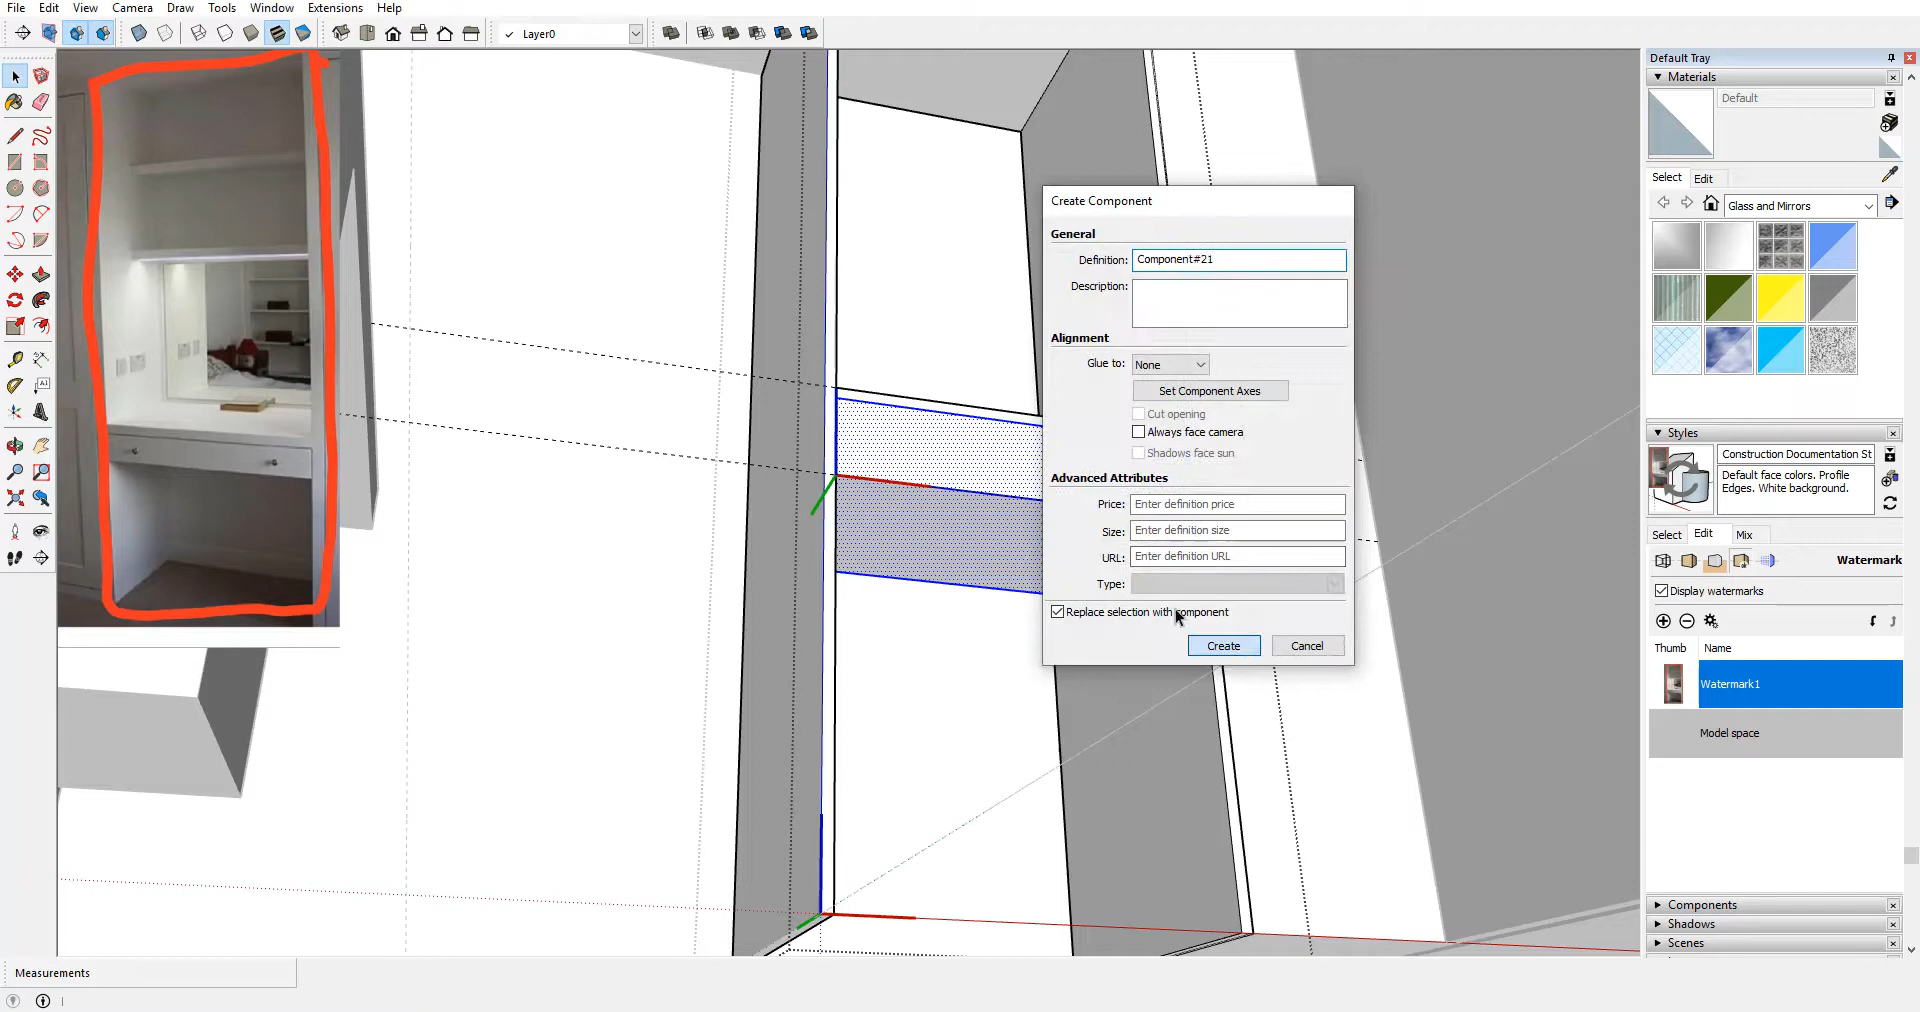 File Edit View Camera Draw Tools Window Extensions Help
Layer0
Default Tray
Materials
Default
Select Edit
Glass and Mirrors
Create Component
General
Definition: Component#21
Description:
Alignment
Glue to: None
Set Component Axes
Cut opening
Always face camera
Shadows face sun
Advanced Attributes
Price: Enter definition price
Size: Enter definition size
URL: Enter definition URL
Type:
Replace selection with component
Create Cancel
Styles
Construction Documentation St
Default face colors. Profile
Edges. White background.
Select Edit Mix
Watermark
Display watermarks
Thumb Name
Watermark1
Model space
Components
Shadows
Scenes
Measurements